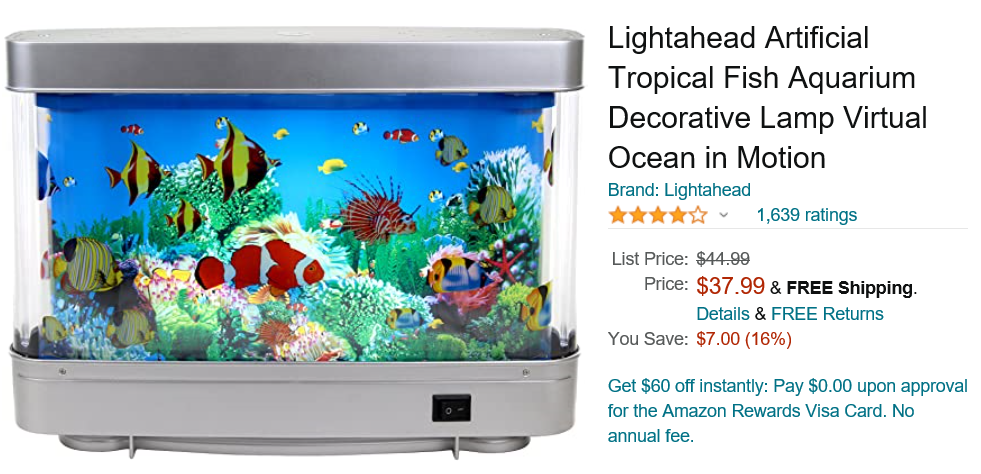 Lightahead Artificial
Tropical Fish Aquarium
Decorative Lamp Virtual
Ocean in Motion
Brand: Lightahead
1,639 ratings
List Price: $44.99
Price: $37.99 & FREE Shipping.
Details & FREE Returns
You Save: $7.00 (16%)
Get $60 off instantly: Pay $0.00 upon approval
for the Amazon Rewards Visa Card. No
annual fee.